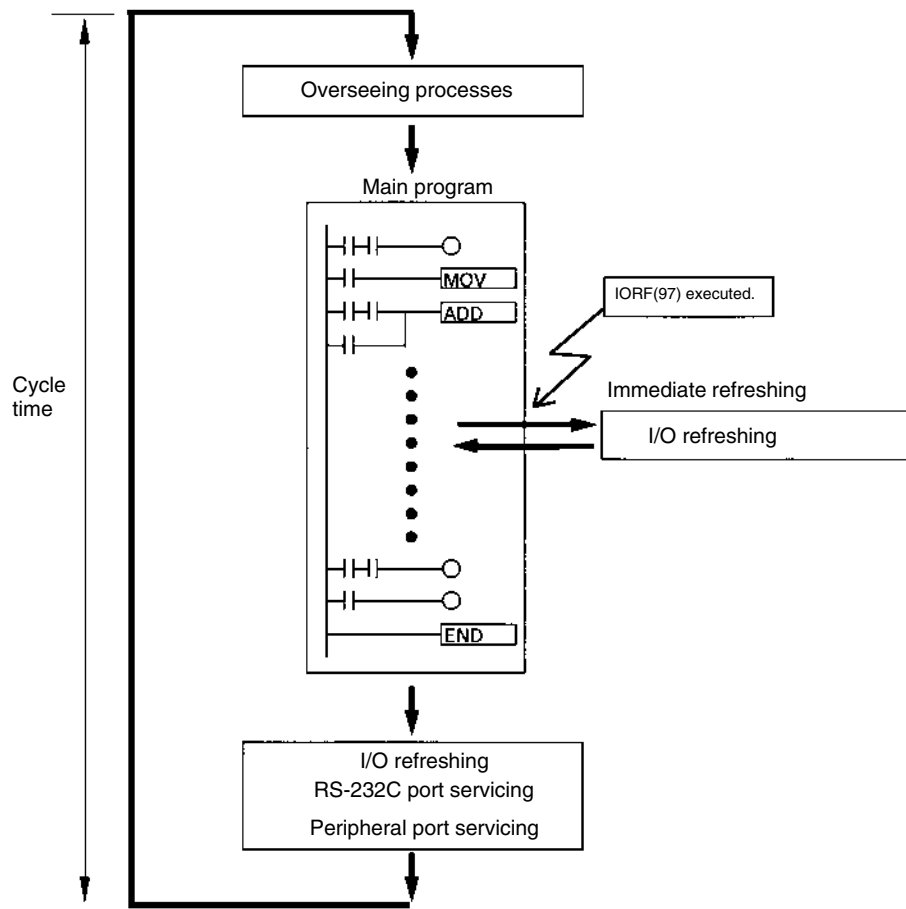 Overseeing processes
Main program
MOV
IORF(97) executed.
ADD
Cycle
time
Immediate refreshing
I/O refreshing
END
I/O refreshing
RS-232C port servicing
Peripheral port servicing